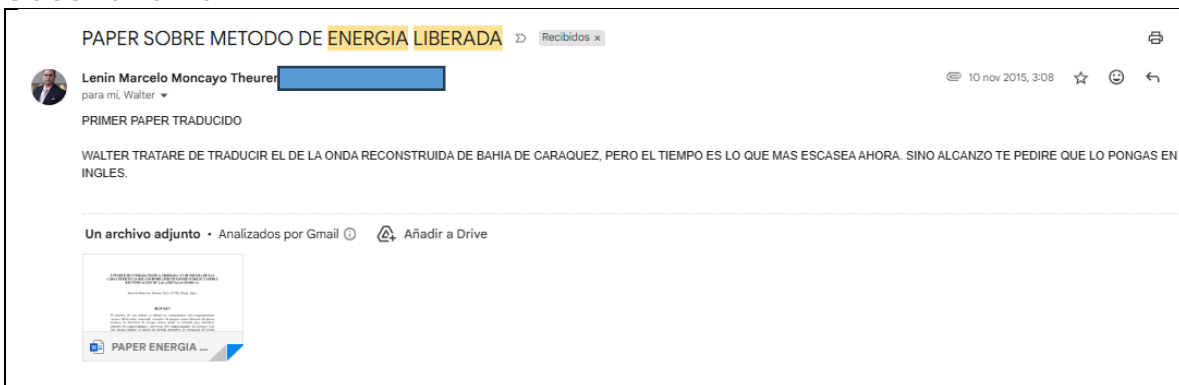 PAPER SOBRE METODO DE ENERGIA LIBERADA Recibidos x
Lenin Marcelo Moncayo Theurer
10 nov 2015, 3:08
para mí, Walter
PRIMER PAPER TRADUCIDO
WALTER TRATARE DE TRADUCIR EL DE LA ONDA RECONSTRUIDA DE BAHIA DE CARAQUEZ, PERO EL TIEMPO ES LO QUE MAS ESCASEA AHORA. SINO ALCANZO TE PEDIRE QUE LO PONGAS EN
INGLES.
Un archivo adjunto • Analizados por Gmail Añadir a Drive
PAPER ENERGIA ...